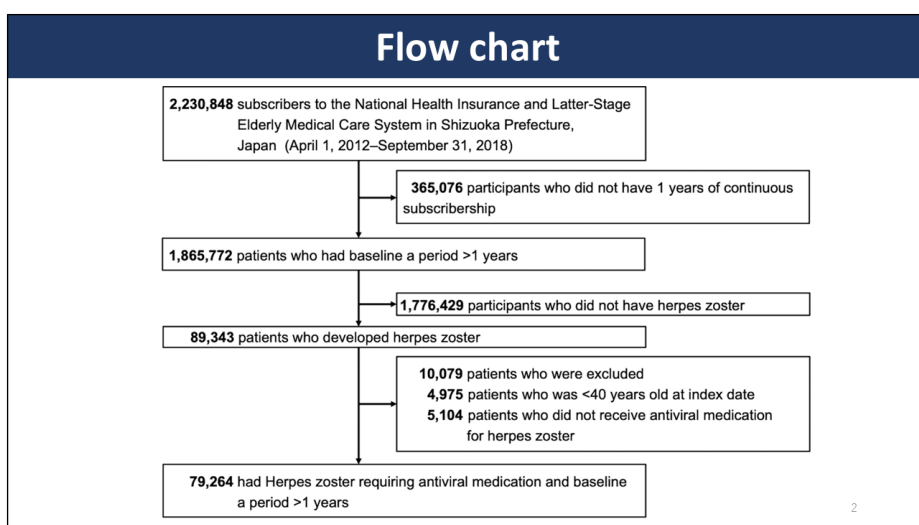 Flow chart
2,230,848 subscribers to the National Health Insurance and Latter-Stage
Elderly Medical Care System in Shizuoka Prefecture,
Japan (April 1, 2012–September 31, 2018)
365,076 participants who did not have 1 years of continuous
subscribership
1,865,772 patients who had baseline a period >1 years
1,776,429 participants who did not have herpes zoster
89,343 patients who developed herpes zoster
10,079 patients who were excluded
4,975 patients who was <40 years old at index date
5,104 patients who did not receive antiviral medication
for herpes zoster
79,264 had Herpes zoster requiring antiviral medication and baseline
a period >1 years
2